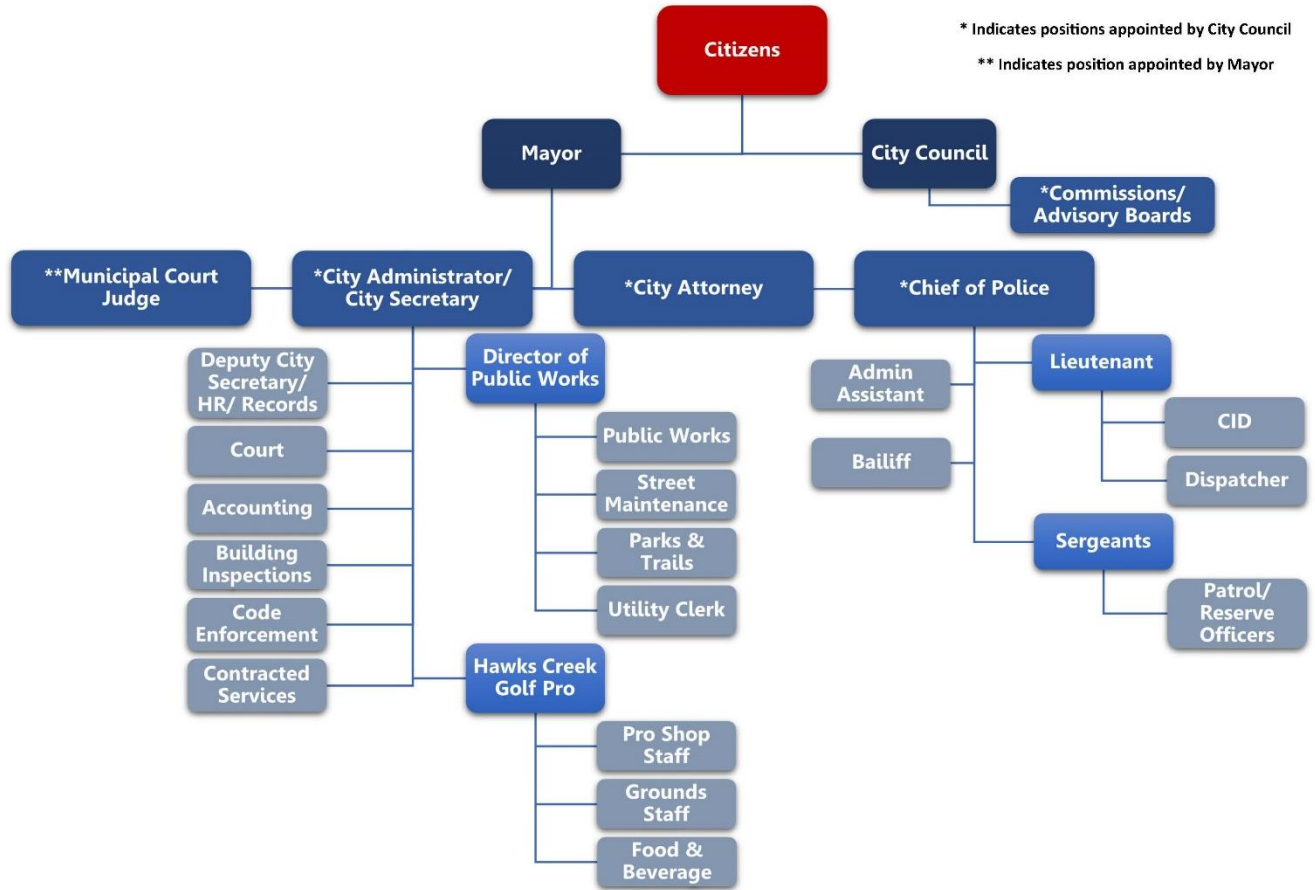 Citizens
* Indicates positions appointed by City Council
** Indicates position appointed by Mayor
Mayor
City Council
*Commissions/
Advisory Boards
**Municipal Court
Judge
*City Administrator/
City Secretary
*City Attorney
*Chief of Police
Deputy City
Secretary/
HR/ Records
Court
Accounting
Building
Inspections
Code
Enforcement
Contracted
Services
Director of
Public Works
Public Works
Street
Maintenance
Parks &
Trails
Utility Clerk
Hawks Creek
Golf Pro
Pro Shop
Staff
Grounds
Staff
Food &
Beverage
Admin
Assistant
Bailiff
Lieutenant
CID
Dispatcher
Sergeants
Patrol/
Reserve
Officers